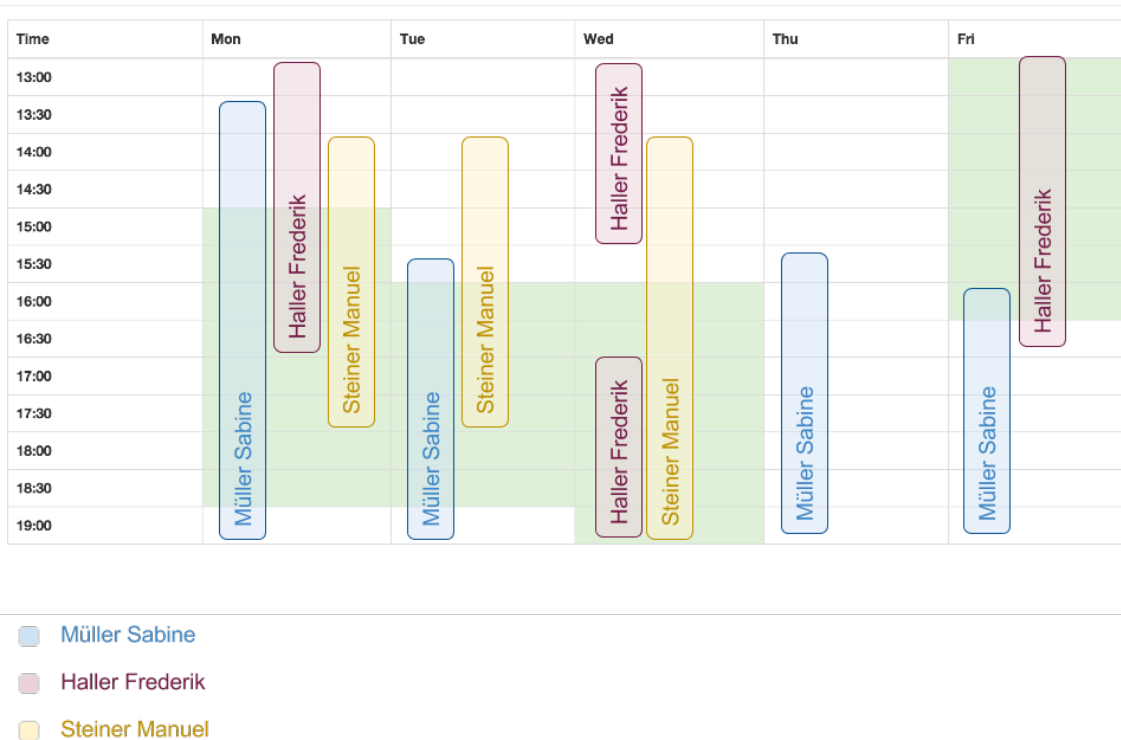 Time Mon Tue Wed Thu Fri
13:00
13:30
14:00
14:30
15:00
15:30
16:00
16:30
17:00
17:30
18:00
18:30
19:00
Müller Sabine
Haller Frederik
Steiner Manuel
Müller Sabine
Steiner Manuel
Haller Frederik
Haller Frederik
Steiner Manuel
Müller Sabine
Müller Sabine
Haller Frederik
Müller Sabine
Haller Frederik
Steiner Manuel